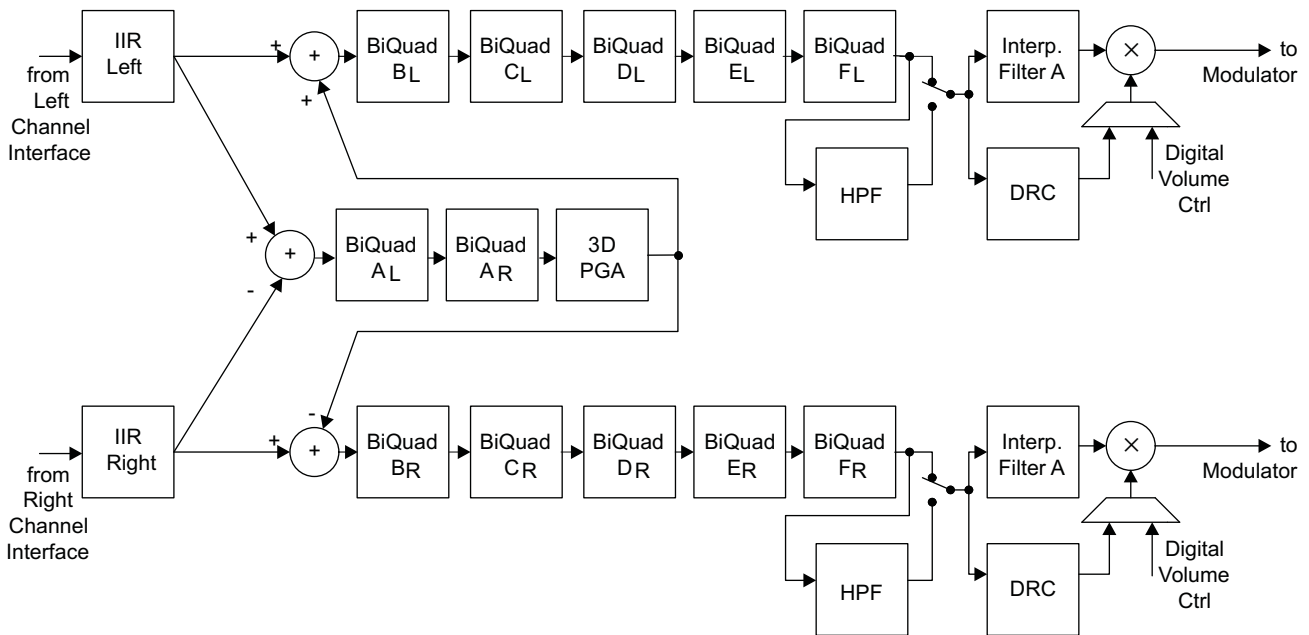 IIR
Left
from
Left
Channel
Interface
+
+
+
BiQuad
BL
BiQuad
CL
BiQuad
DL
BiQuad
EL
BiQuad
FL
HPF
Interp.
Filter A
DRC
×
to
Modulator
Digital
Volume
Ctrl
+
-
+
BiQuad
AL
BiQuad
AR
3D
PGA
IIR
Right
from
Right
Channel
Interface
+
-
+
BiQuad
BR
BiQuad
CR
BiQuad
DR
BiQuad
ER
BiQuad
FR
HPF
Interp.
Filter A
DRC
×
to
Modulator
Digital
Volume
Ctrl